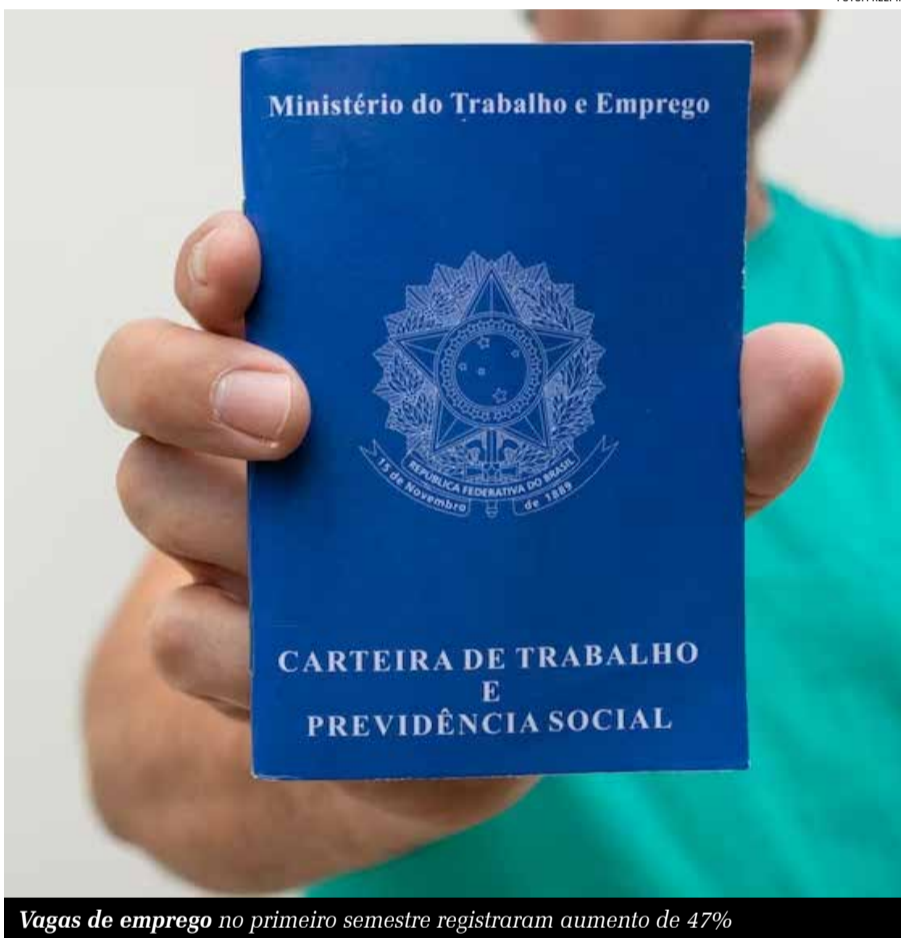 Ministério do Trabalho e Emprego
REPÚBLICA FEDERATIVA DO BRASIL
15 de Novembro de 1889
CARTEIRA DE TRABALHO
E
PREVIDÊNCIA SOCIAL
Vagas de emprego no primeiro semestre registraram aumento de 47%